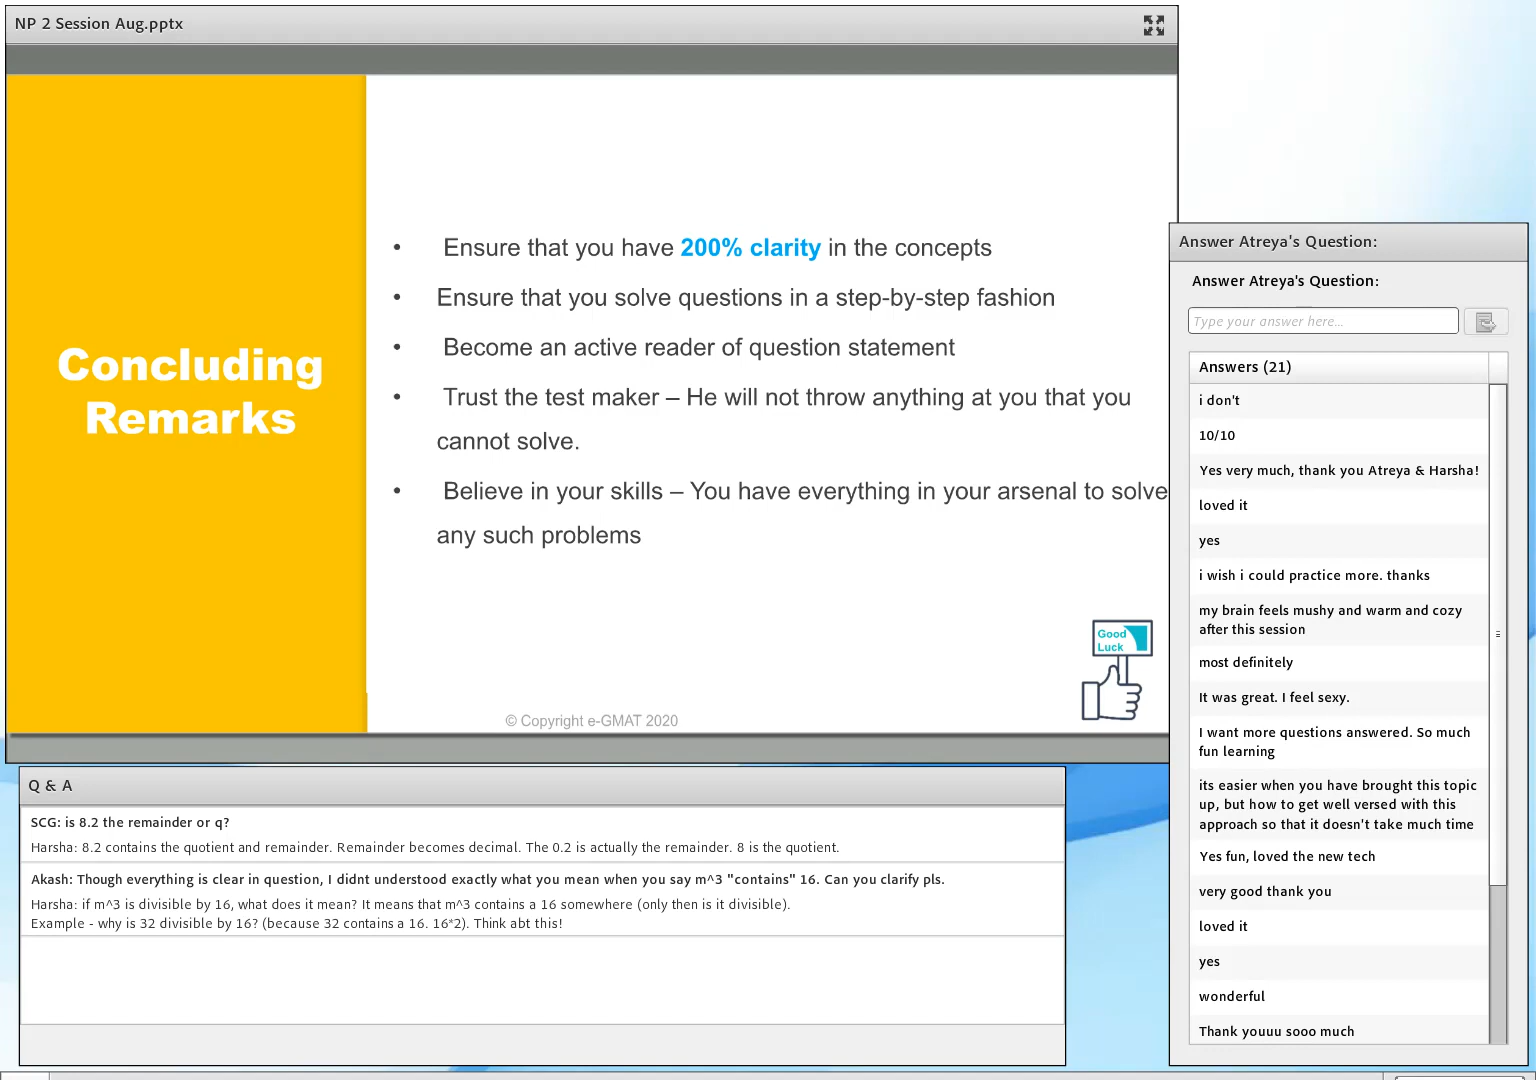 NP 2 Session Aug.pptx
Concluding
Remarks
• Ensure that you have 200% clarity in the concepts
• Ensure that you solve questions in a step-by-step fashion
• Become an active reader of question statement
• Trust the test maker – He will not throw anything at you that you
cannot solve.
• Believe in your skills – You have everything in your arsenal to solve
any such problems
Good
Luck
© Copyright e-GMAT 2020
Q & A
SCG: is 8.2 the remainder or q?
Harsha: 8.2 contains the quotient and remainder. Remainder becomes decimal. The 0.2 is actually the remainder. 8 is the quotient.
Akash: Though everything is clear in question, I didnt understood exactly what you mean when you say m^3 "contains" 16. Can you clarify pls.
Harsha: if m^3 is divisible by 16, what does it mean? It means that m^3 contains a 16 somewhere (only then is it divisible).
Example - why is 32 divisible by 16? (because 32 contains a 16. 16*2). Think abt this!
Answer Atreya's Question:
Answer Atreya's Question:
Type your answer here...
Answers (21)
i don't
10/10
Yes very much, thank you Atreya & Harsha!
loved it
yes
i wish i could practice more. thanks
my brain feels mushy and warm and cozy
after this session
most definitely
It was great. I feel sexy.
I want more questions answered. So much
fun learning
its easier when you have brought this topic
up, but how to get well versed with this
approach so that it doesn't take much time
Yes fun, loved the new tech
very good thank you
loved it
yes
wonderful
Thank youuu sooo much